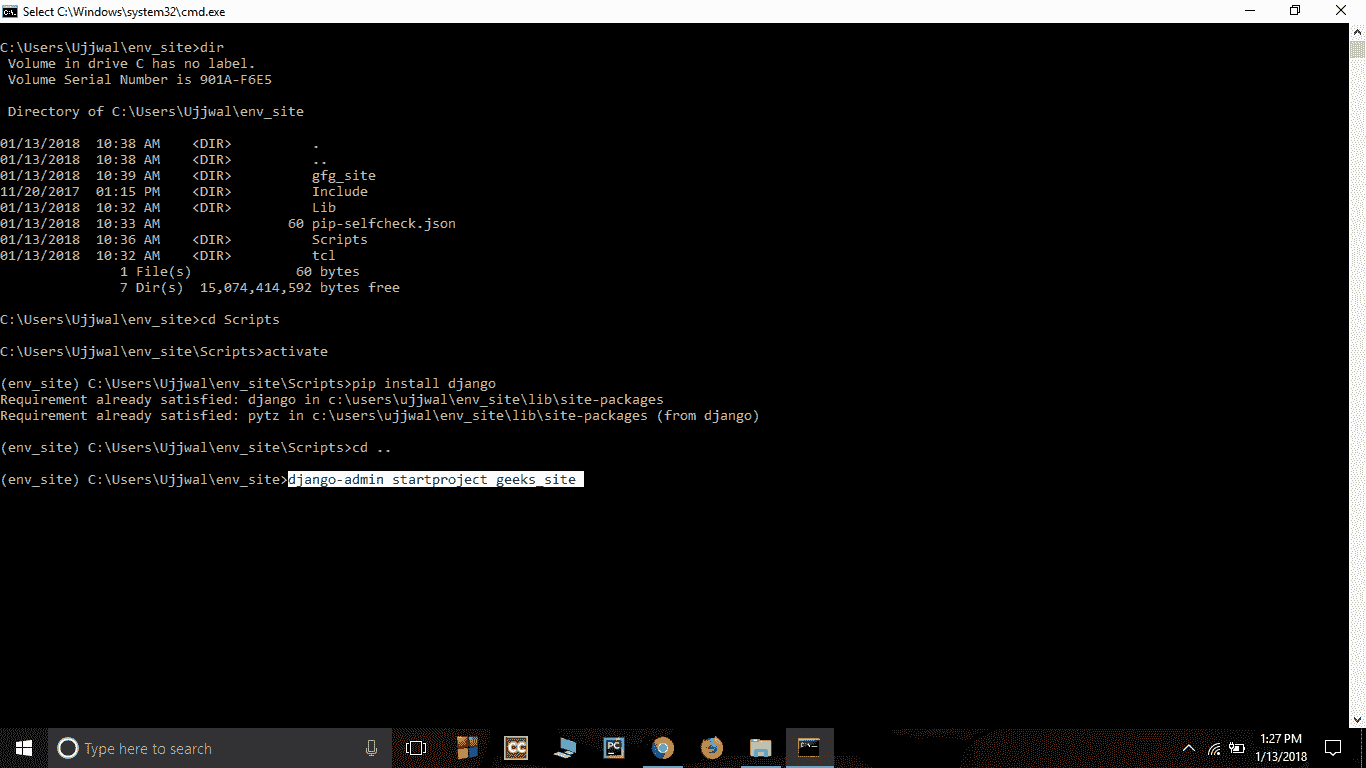 Select C:\Windows\system32\cmd.exe
C:\Users\Ujjwal\env_site>dir
 Volume in drive C has no label.
 Volume Serial Number is 901A-F6E5
 Directory of C:\Users\Ujjwal\env_site
01/13/2018  10:38 AM    <DIR>          .
01/13/2018  10:38 AM    <DIR>          ..
01/13/2018  10:39 AM    <DIR>          gfg_site
11/20/2017  01:15 PM    <DIR>          Include
01/13/2018  10:32 AM    <DIR>          Lib
01/13/2018  10:33 AM                60 pip-selfcheck.json
01/13/2018  10:36 AM    <DIR>          Scripts
01/13/2018  10:32 AM    <DIR>          tcl
               1 File(s)             60 bytes
               7 Dir(s)  15,074,414,592 bytes free
C:\Users\Ujjwal\env_site>cd Scripts
C:\Users\Ujjwal\env_site\Scripts>activate
(env_site) C:\Users\Ujjwal\env_site\Scripts>pip install django
Requirement already satisfied: django in c:\users\ujjwal\env_site\lib\site-packages
Requirement already satisfied: pytz in c:\users\ujjwal\env_site\lib\site-packages (from django)
(env_site) C:\Users\Ujjwal\env_site\Scripts>cd ..
(env_site) C:\Users\Ujjwal\env_site>django-admin startproject geeks_site
Type here to search
CC
PC
1:27 PM
1/13/2018